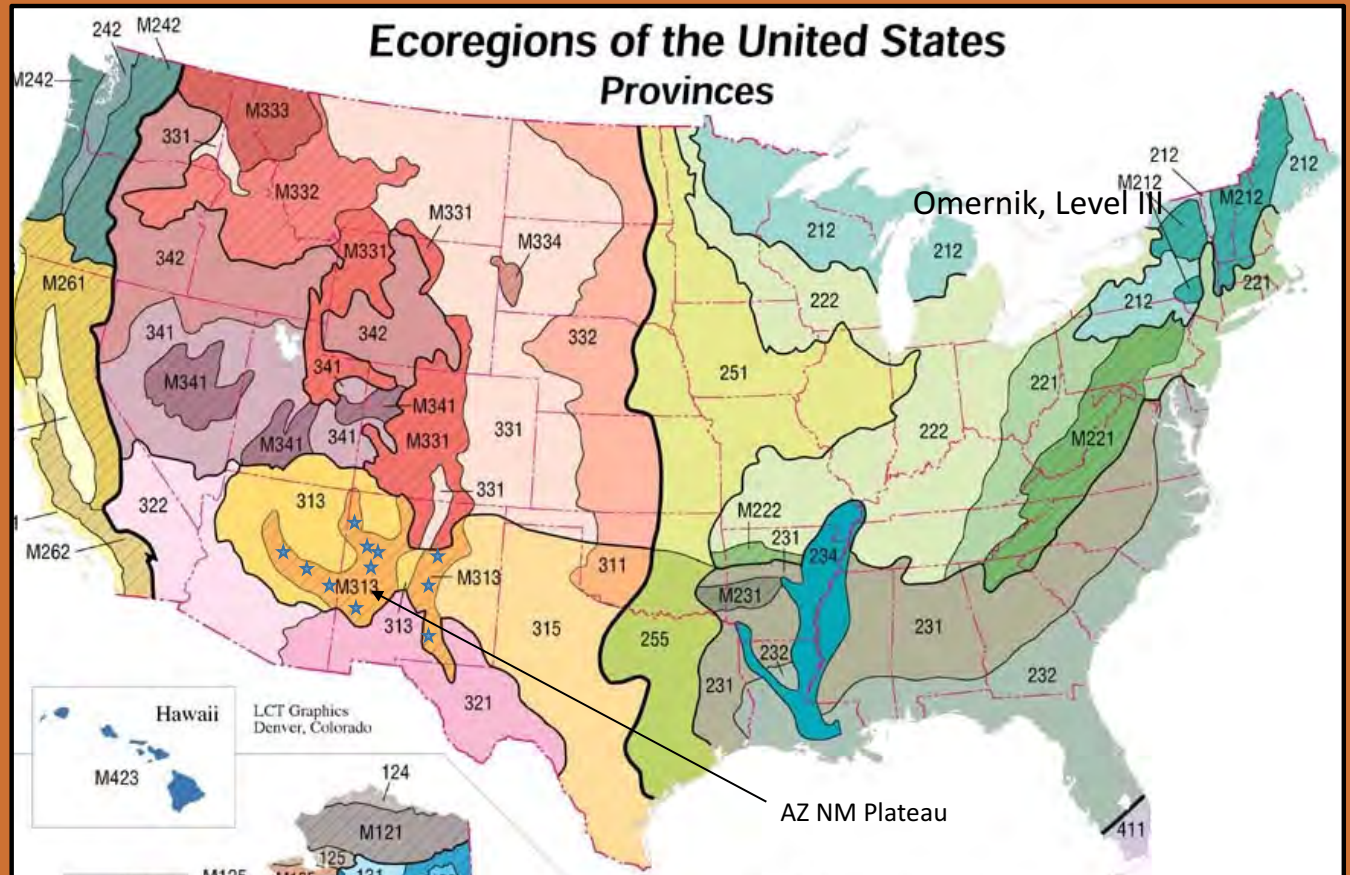 Ecoregions of the United States
Provinces
242
M242
M242
M333
331
M332
M331
M331
M334
342
M261
341
342
341
M341
M341
M341
341
M331
331
332
331
322
313
M313
M313
313
M262
321
315
311
251
255
212
212
222
222
212
M212
Omernik, Level III
M212
212
212
221
221
M221
M222
231
234
M231
232
231
231
232
411
Hawaii
M423
LCT Graphics
Denver, Colorado
AZ NM Plateau
124
M121
125
131